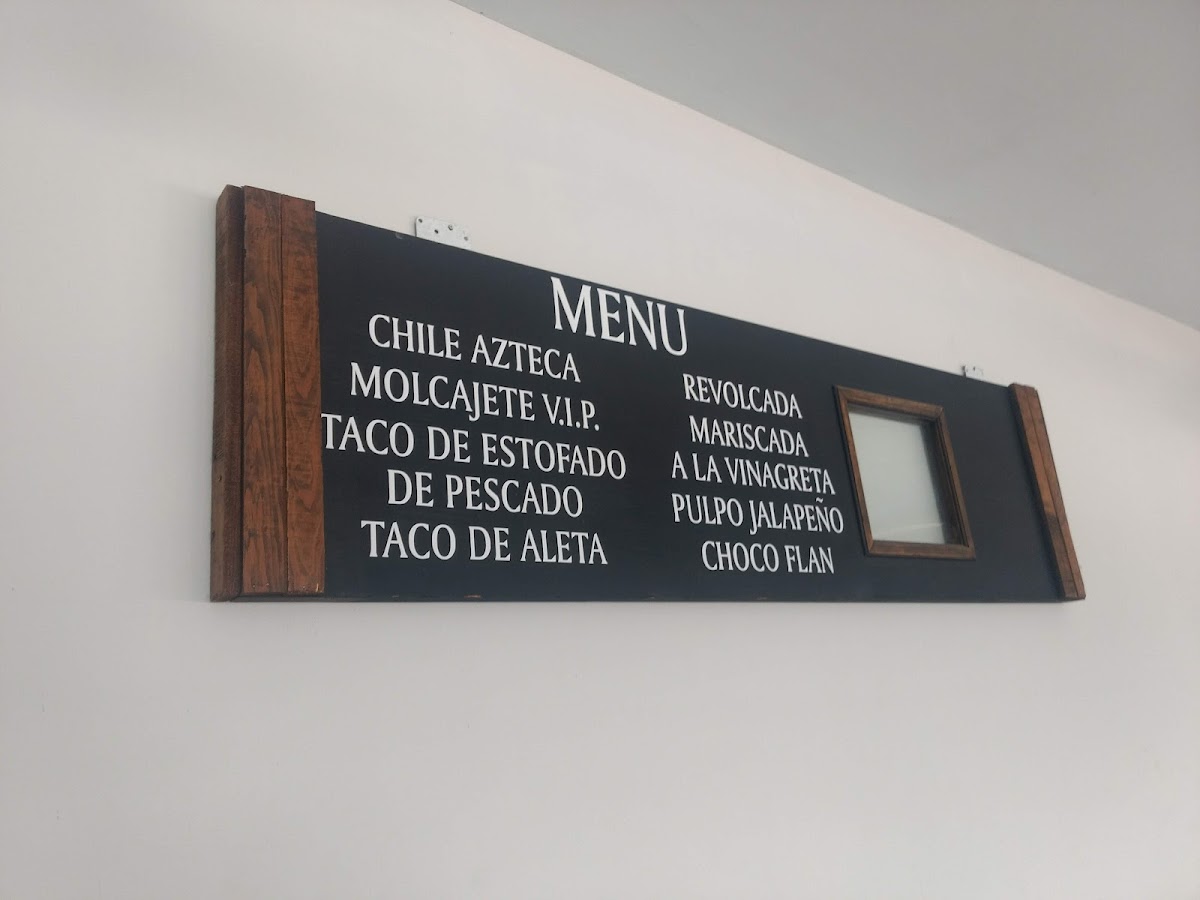 MENU
CHILE AZTECA
MOLCAJETE V.I.P.
TACO DE ESTOFADO
DE PESCADO
TACO DE ALETA
REVOLCADA
MARISCADA
A LA VINAGRETA
PULPO JALAPEÑO
CHOCO FLAN